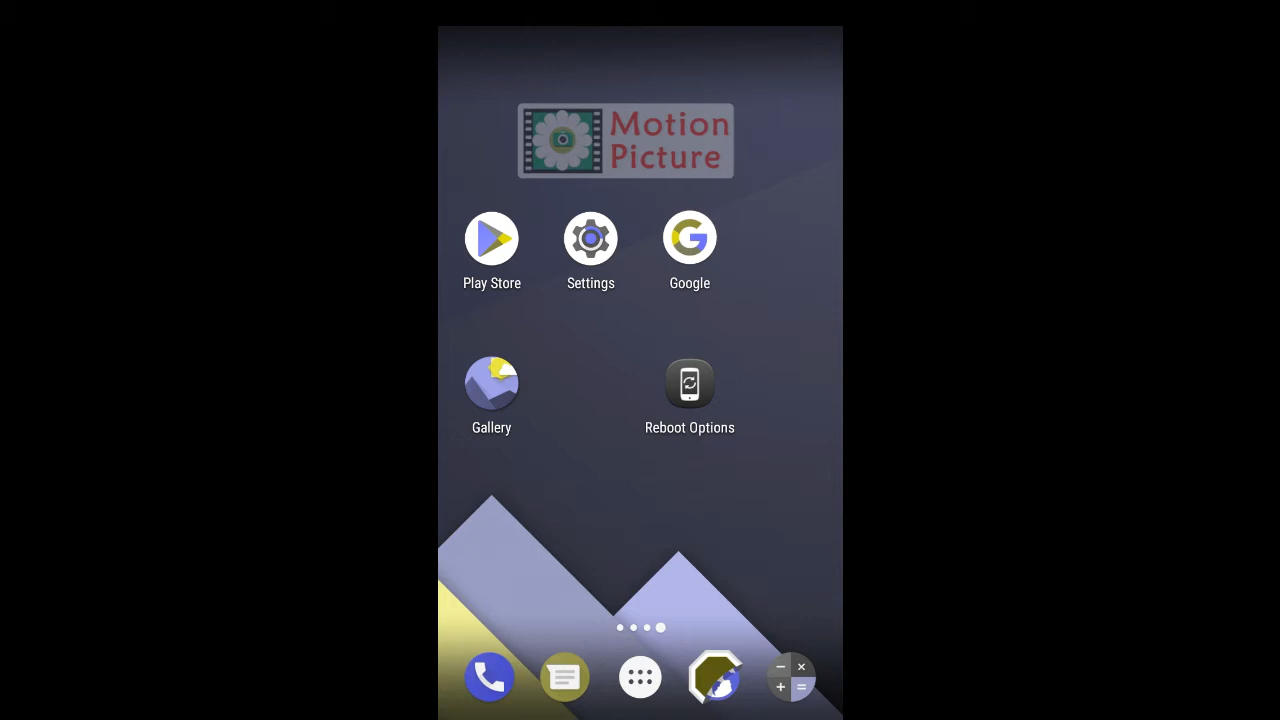 Motion
Picture
Play Store
Settings
Google
Gallery
Reboot Options